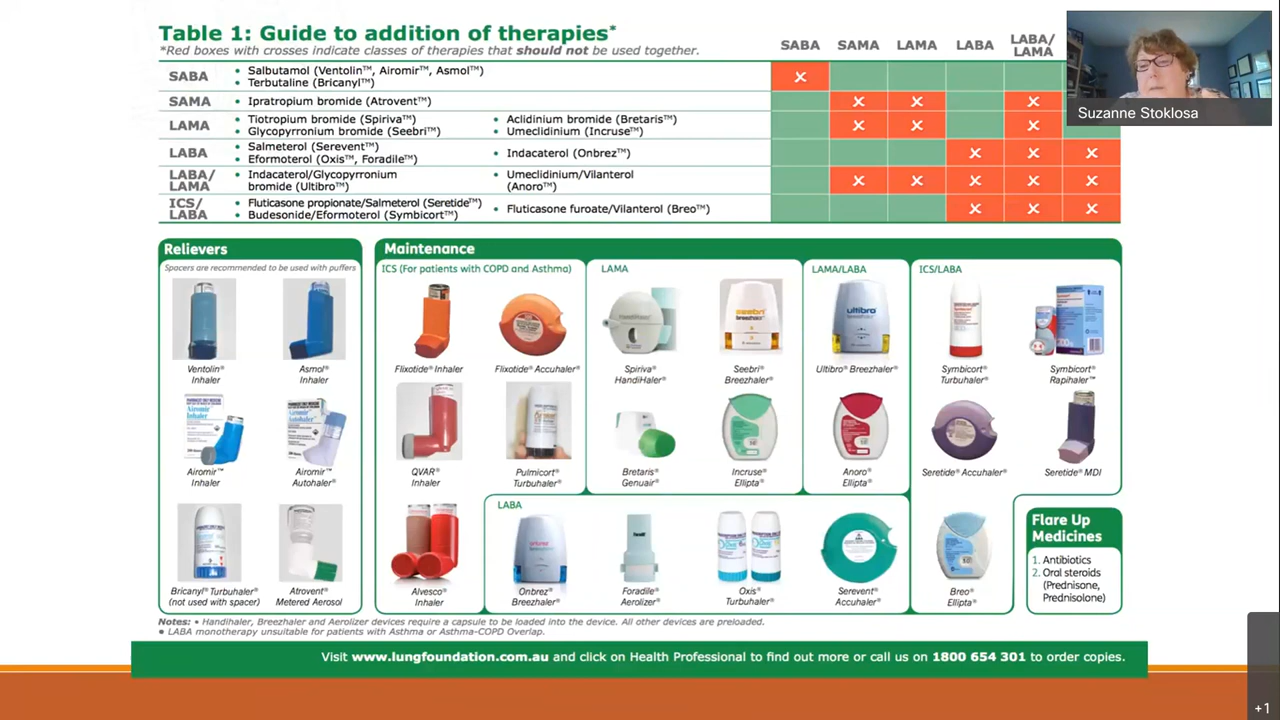 Table 1: Guide to addition of therapies*
*Red boxes with crosses indicate classes of therapies that should not be used together.
SABA SAMA LAMA LABA LABA/LAMA
SABA • Salbutamol (Ventolin™, Airomir™, Asmol™)
• Terbutaline (Bricanyl™)
SAMA • Ipratropium bromide (Atrovent™)
LAMA • Tiotropium bromide (Spiriva™) • Aclidinium bromide (Bretaris™)
• Glycopyrronium bromide (Seebri™) • Umeclidinium (Incruse™)
LABA • Salmeterol (Serevent™)
• Eformoterol (Oxis™, Foradile™) • Indacaterol (Onbrez™)
LABA/LAMA • Indacaterol/Glycopyrronium bromide (Ultibro™) • Umeclidinium/Vilanterol (Anoro™)
ICS/LABA • Fluticasone propionate/Salmeterol (Seretide™)
• Budesonide/Eformoterol (Symbicort™) • Fluticasone furoate/Vilanterol (Breo™)
Suzanne Stoklosa
Relievers
Spacers are recommended to be used with puffers
Ventolin® Inhaler
Asmol® Inhaler
Airomir™ Inhaler
Airomir™ Autohaler®
Bricanyl® Turbuhaler® (not used with spacer)
Atrovent® Metered Aerosol
Maintenance
ICS (For patients with COPD and Asthma)
Flixotide® Inhaler
Flixotide® Accuhaler®
QVAR® Inhaler
Pulmicort® Turbuhaler®
Alvesco® Inhaler
LAMA
Spiriva® HandiHaler®
Seebri® Breezhaler®
Bretaris® Genuair®
Incruse® Ellipta®
LAMA/LABA
Ultibro® Breezhaler®
Anoro® Ellipta®
ICS/LABA
Symbicort® Turbuhaler®
Symbicort® Rapihaler™
Seretide® Accuhaler®
Seretide® MDI
Breo® Ellipta®
LABA
Onbrez® Breezhaler®
Foradile® Aerolizer®
Oxis® Turbuhaler®
Serevent® Accuhaler®
Flare Up Medicines
1. Antibiotics
2. Oral steroids (Prednisone, Prednisolone)
Notes: • Handihaler, Breezhaler and Aerolizer devices require a capsule to be loaded into the device. All other devices are preloaded.
• LABA monotherapy unsuitable for patients with Asthma or Asthma-COPD Overlap.
Visit www.lungfoundation.com.au and click on Health Professional to find out more or call us on 1800 654 301 to order copies.
+1